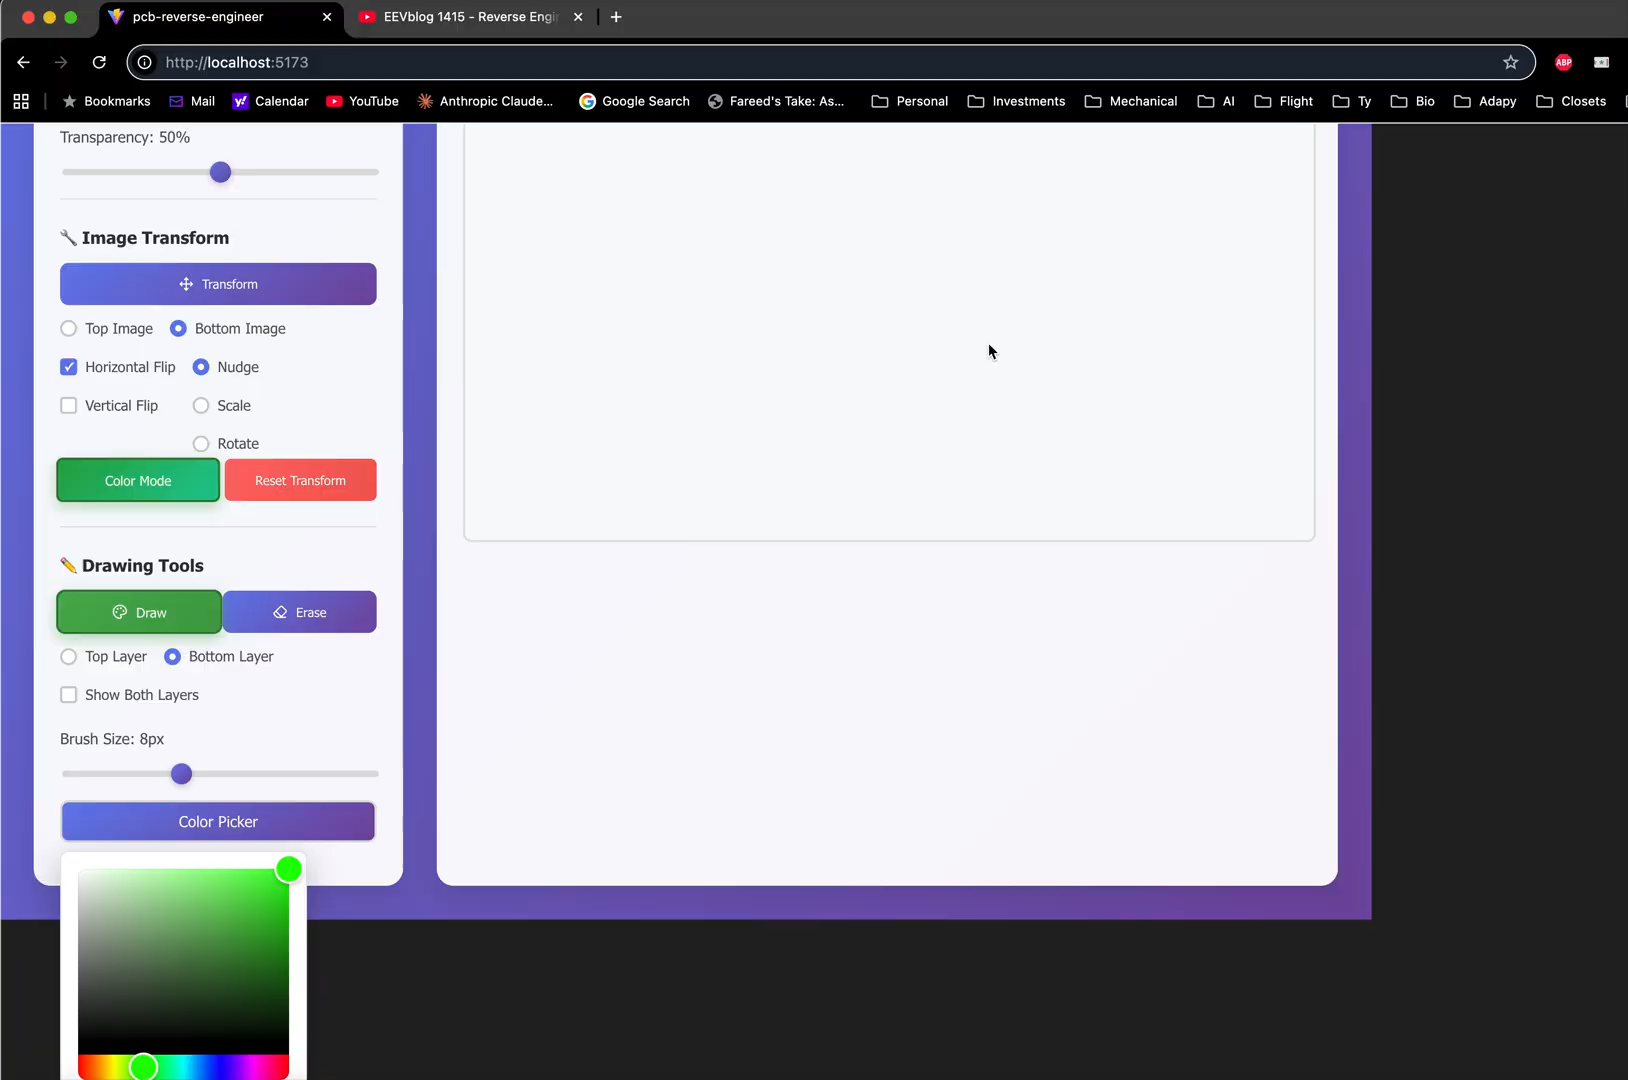 pcb-reverse-engineer
EEVblog 1415 - Reverse Engi
http://localhost:5173
ABP
Bookmarks Mail Calendar YouTube Anthropic Claude... Google Search Fareed's Take: As... Personal Investments Mechanical AI Flight Ty Bio Adapy Closets
Transparency: 50%
Image Transform
Transform
Top Image Bottom Image
Horizontal Flip Nudge
Vertical Flip Scale
Rotate
Color Mode Reset Transform
Drawing Tools
Draw Erase
Top Layer Bottom Layer
Show Both Layers
Brush Size: 8px
Color Picker